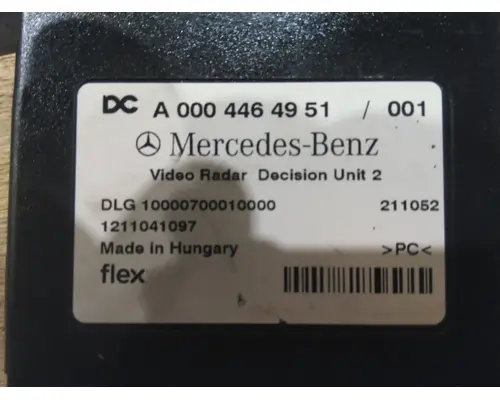 DC A 000 446 49 51 / 001
Mercedes-Benz
Video Radar Decision Unit 2
DLG 10000700010000 211052
1211041097
Made in Hungary >PC<
flex